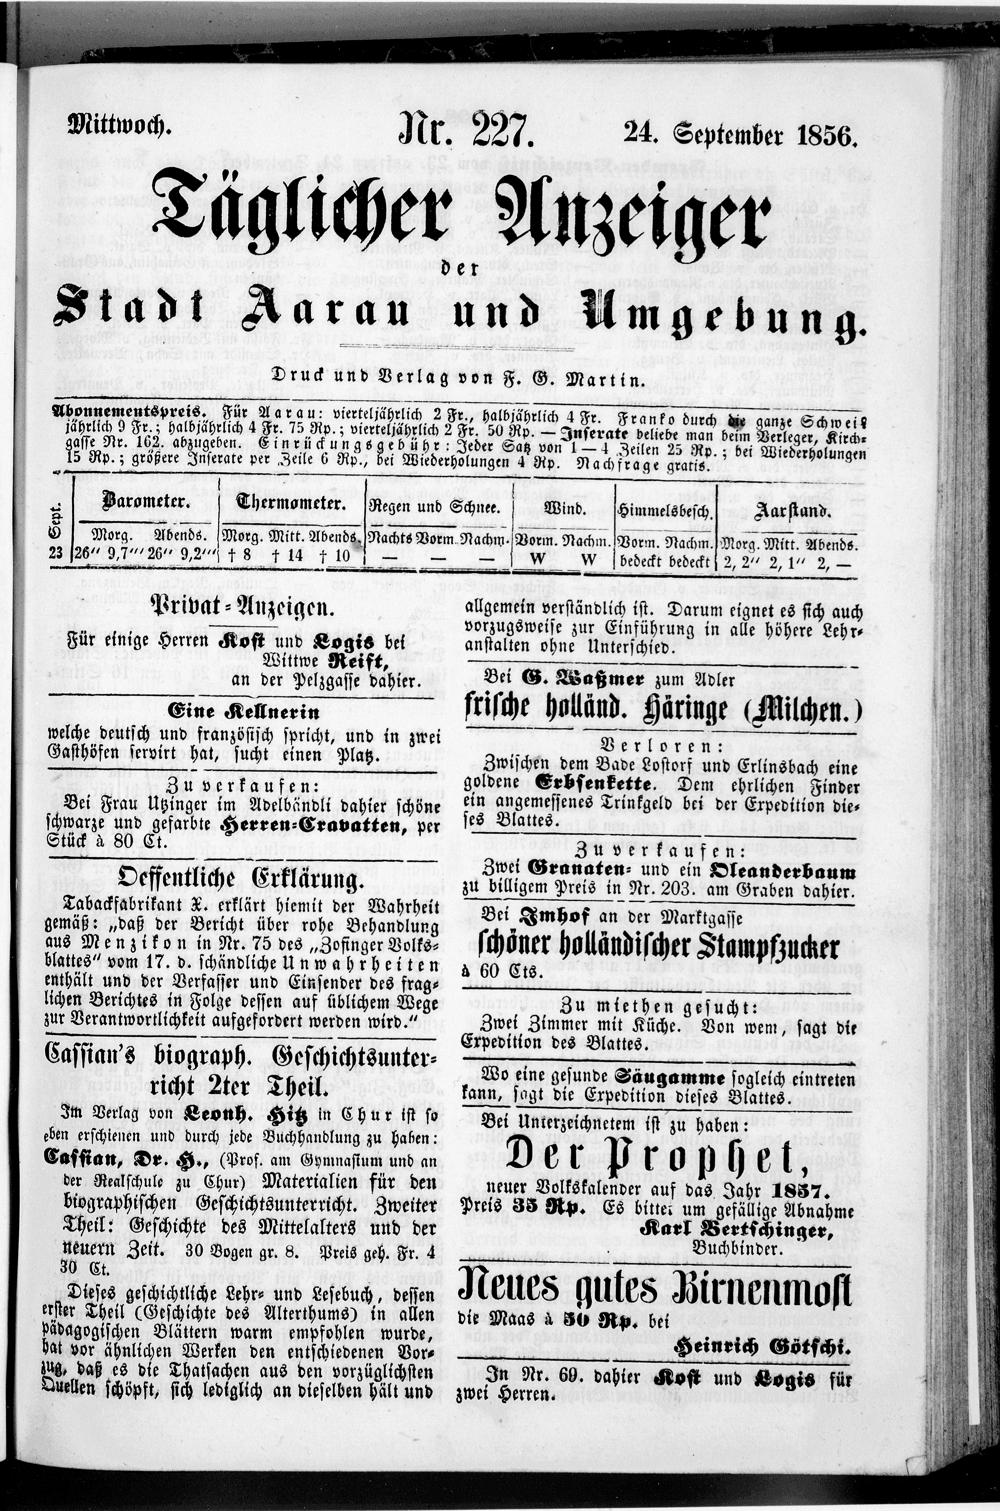 Mittwoch.
Nr. 227.
24. September 1856.
Täglicher Anzeiger
der
Stadt Aarau und Umgebung.
Druck und Verlag von F. G. Martin.
Abonnementspreis. Für Aarau: vierteljährlich 2 Fr., halbjährlich 4 Fr. Franko durch die ganze Schweiz
jährlich 9 Fr.; halbjährlich 4 Fr. 75 Rp.; vierteljährlich 2 Fr. 50 Rp. — Inserate beliebe man beim Verleger, Kirch-
gasse Nr. 162. abzugeben. Einrückungsgebühr: Jeder Satz von 1—4 Zeilen 25 Rp.; bei Wiederholungen
15 Rp.; größere Inserate per Zeile 6 Rp., bei Wiederholungen 4 Rp. Nachfrage gratis.
Sept.
Barometer. Thermometer. Regen und Schnee. Wind. Himmelsbesch. Aarstand.
Morg. Abends. Morg. Mitt. Abends. Nachts Vorm. Nachm. Vorm. Nachm. Vorm. Nachm. Morg. Mitt. Abends.
23 26" 9,7''' 26" 9,2''' † 8 † 14 † 10 — — — W W bedeckt bedeckt 2, 2" 2, 1" 2, —
Privat-Anzeigen.
Für einige Herren Kost und Logis bei
Wittwe Reist,
an der Pelzgasse dahier.
Eine Kellnerin
welche deutsch und französisch spricht, und in zwei
Gasthöfen servirt hat, sucht einen Platz.
Zu verkaufen:
Bei Frau Utzinger im Adelbändli dahier schöne
schwarze und gefarbte Herren-Cravatten, per
Stück à 80 Ct.
Oeffentliche Erklärung.
Tabackfabrikant X. erklärt hiemit der Wahrheit
gemäß: „daß der Bericht über rohe Behandlung
aus Menzikon in Nr. 75 des „Zofinger Volks-
blattes" vom 17. d. schändliche Unwahrheiten
enthält und der Verfasser und Einsender des frag-
lichen Berichtes in Folge dessen auf üblichem Wege
zur Verantwortlichkeit aufgefordert werden wird."
Cassian's biograph. Geschichtsunter-
richt 2ter Theil.
Im Verlag von Leonh. Hitz in Chur ist so
eben erschienen und durch jede Buchhandlung zu haben:
Cassian, Dr. H., (Prof. am Gymnasium und an
der Realschule zu Chur) Materialien für den
biographischen Geschichtsunterricht. Zweiter
Theil: Geschichte des Mittelalters und der
neuern Zeit. 30 Bogen gr. 8. Preis geh. Fr. 4
30 Ct.
Dieses geschichtliche Lehr- und Lesebuch, dessen
erster Theil (Geschichte des Alterthums) in allen
pädagogischen Blättern warm empfohlen wurde,
hat vor ähnlichen Werken den entschiedenen Vor-
zug, daß es die Thatsachen aus den vorzüglichsten
Quellen schöpft, sich lediglich an dieselben hält und
allgemein verständlich ist. Darum eignet es sich auch
vorzugsweise zur Einführung in alle höhere Lehr-
anstalten ohne Unterschied.
Bei G. Waßmer zum Adler
frische holländ. Häringe (Milchen.)
Verloren:
Zwischen dem Bade Lostorf und Erlinsbach eine
goldene Erbsenkette. Dem ehrlichen Finder
ein angemessenes Trinkgeld bei der Expedition die-
ses Blattes.
Zu verkaufen:
Zwei Granaten- und ein Oleanderbaum
zu billigem Preis in Nr. 203. am Graben dahier.
Bei Imhof an der Marktgasse
schöner holländischer Stampfzucker
à 60 Cts.
Zu miethen gesucht:
Zwei Zimmer mit Küche. Von wem, sagt die
Expedition des Blattes.
Wo eine gesunde Säugamme sogleich eintreten
kann, sagt die Expedition dieses Blattes.
Bei Unterzeichnetem ist zu haben:
Der Prophet,
neuer Volkskalender auf das Jahr 1857.
Preis 35 Rp. Es bittet um gefällige Abnahme
Karl Bertschinger,
Buchbinder.
Neues gutes Birnenmost
die Maas à 30 Rp. bei
Heinrich Götschi.
In Nr. 69. dahier Kost und Logis für
zwei Herren.